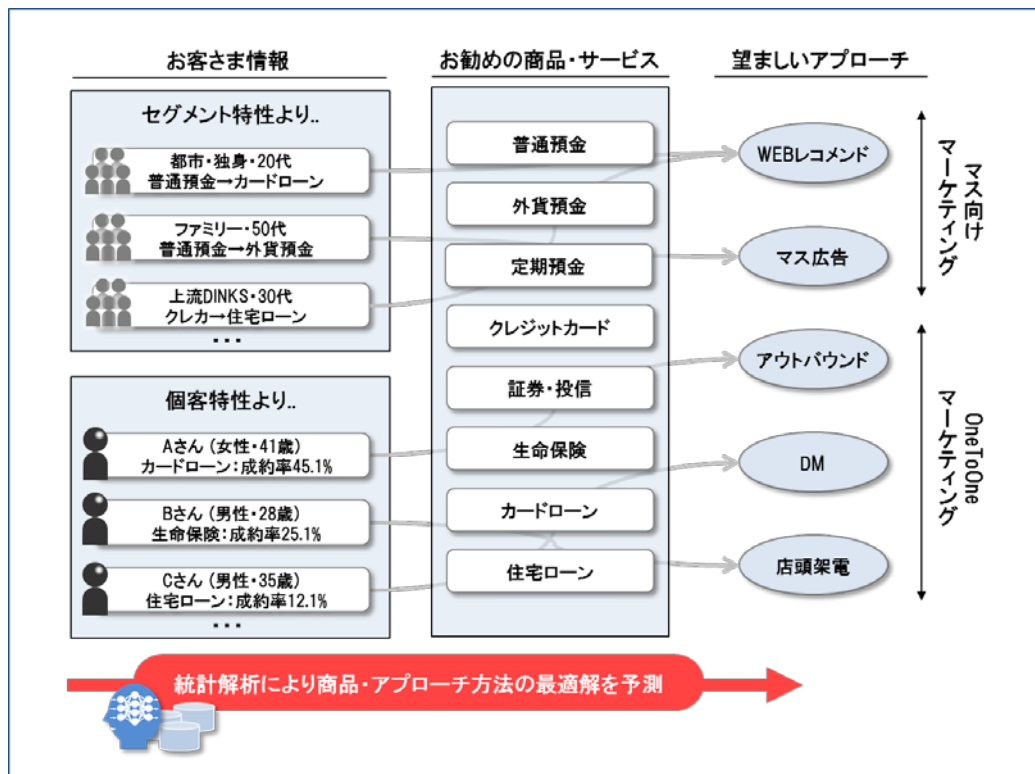 お客さま情報
お勧めの商品・サービス
望ましいアプローチ
セグメント特性より..
都市・独身・20代
普通預金→カードローン
ファミリー・50代
普通預金→外貨預金
上流DINKS・30代
クレカ→住宅ローン
・・・
個客特性より..
Aさん (女性・41歳)
カードローン：成約率45.1%
Bさん (男性・28歳)
生命保険：成約率25.1%
Cさん (男性・35歳)
住宅ローン：成約率12.1%
・・・
普通預金
外貨預金
定期預金
クレジットカード
証券・投信
生命保険
カードローン
住宅ローン
WEBレコメンド
マス広告
アウトバウンド
DM
店頭架電
マス向け
マーケティング
OneToOne
マーケティング
統計解析により商品・アプローチ方法の最適解を予測